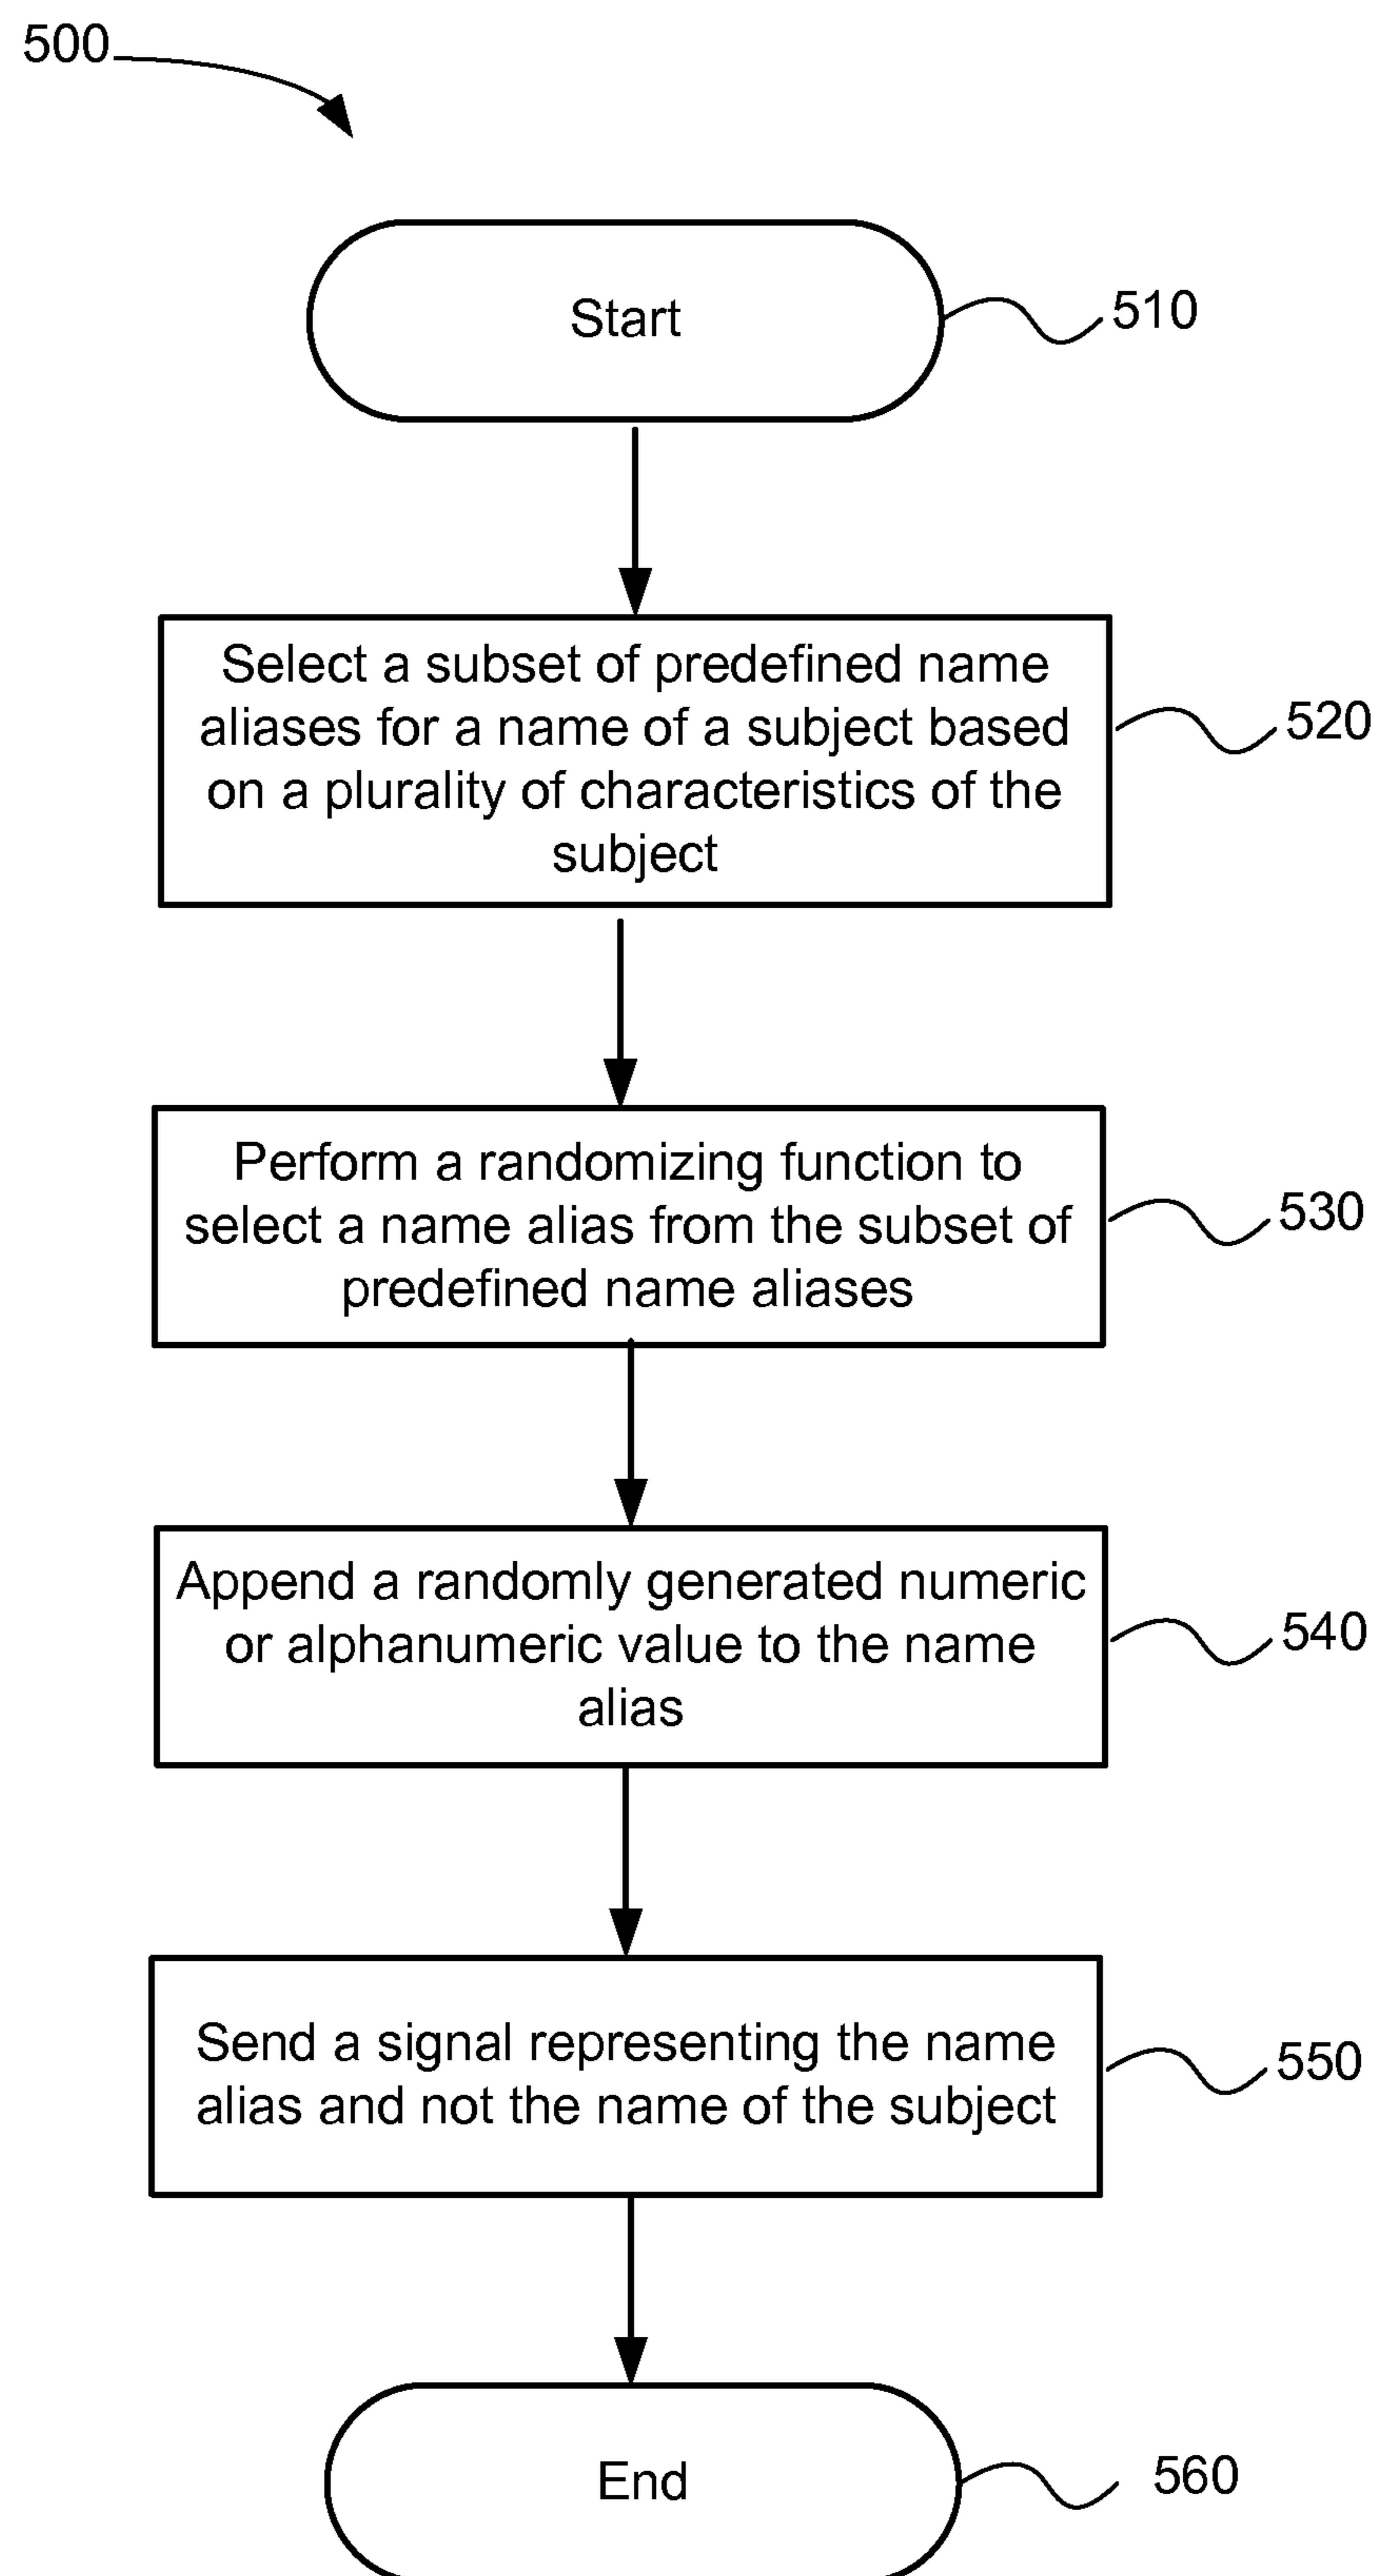 500
Start
510
Select a subset of predefined name
aliases for a name of a subject based
on a plurality of characteristics of the
subject
520
Perform a randomizing function to
select a name alias from the subset of
predefined name aliases
530
Append a randomly generated numeric
or alphanumeric value to the name
alias
540
Send a signal representing the name
alias and not the name of the subject
550
End
560